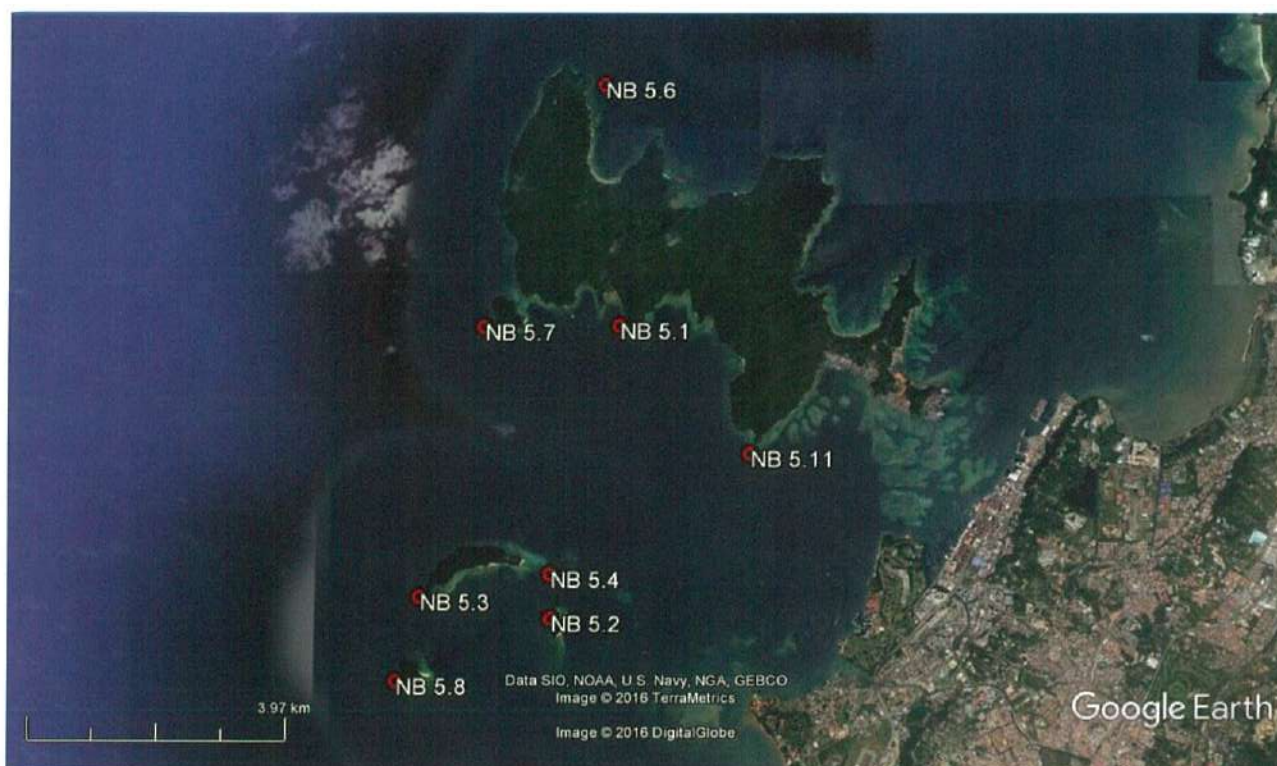 NB 5.6
NB 5.7
NB 5.1
NB 5.11
NB 5.4
NB 5.3
NB 5.2
NB 5.8
Data SIO, NOAA, U.S. Navy, NGA, GEBCO
Image © 2016 TerraMetrics
3.97 km
Google Earth
Image © 2016 DigitalGlobe